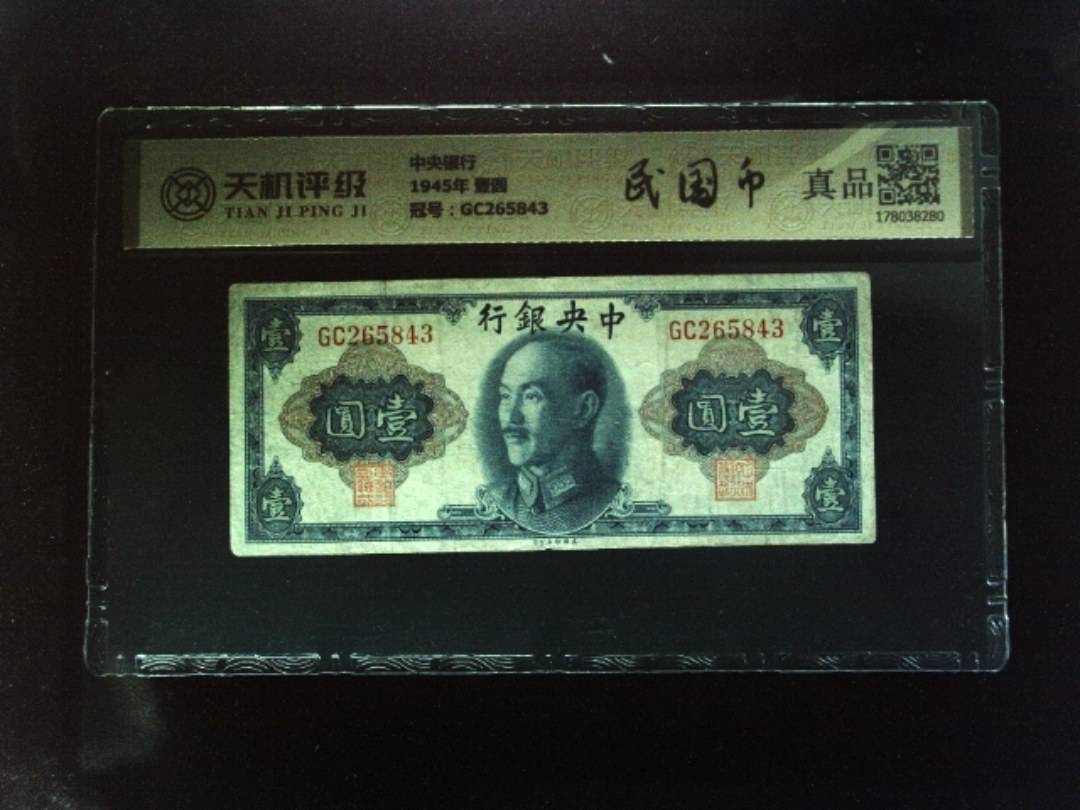 天机评级
TIAN JI PING JI
中央银行
1945年 壹圆
冠号：GC265843
民国币
真品
178038280
行銀央中
GC265843
GC265843
壹
壹
圓壹
圓壹
壹
壹